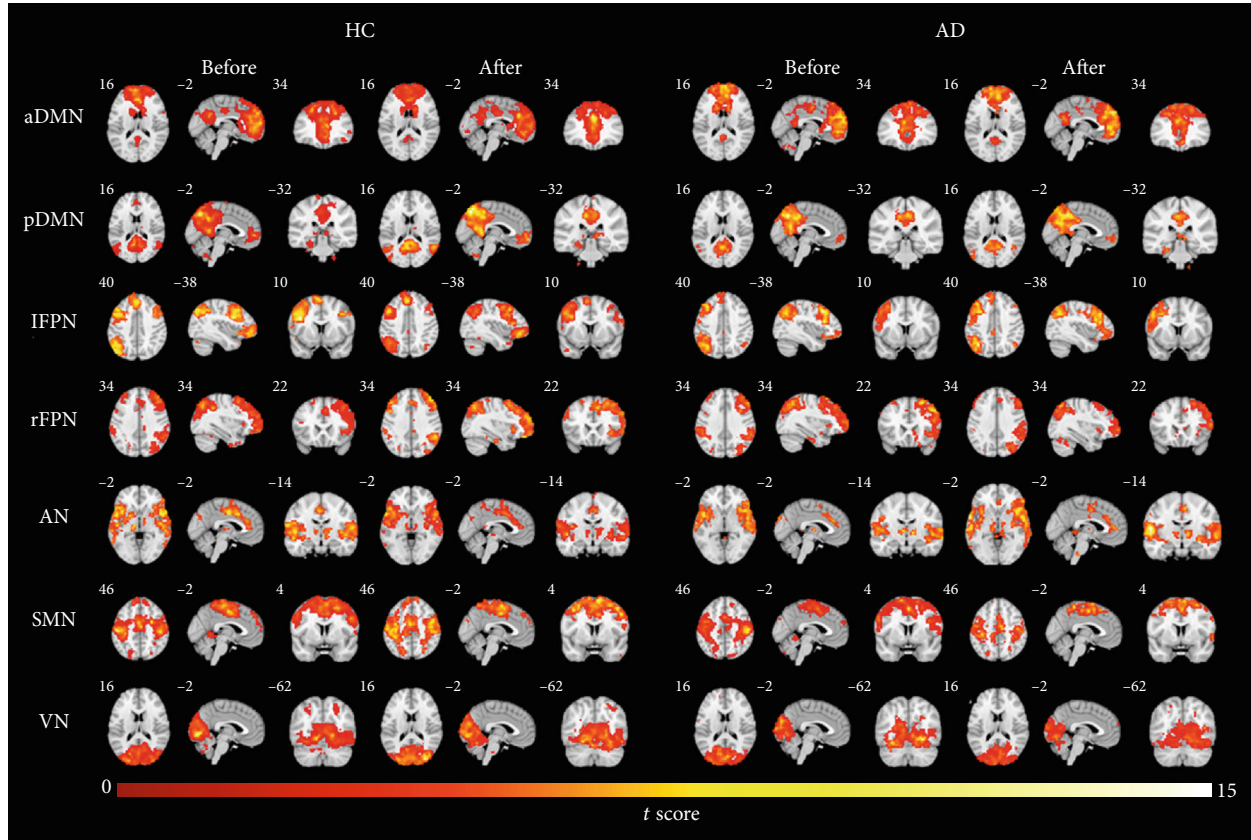 HC AD
Before After Before After
16 -2 34 16 -2 34 16 -2 34 16 -2 34
aDMN
16 -2 -32 16 -2 -32 16 -2 -32 16 -2 -32
pDMN
40 -38 10 40 -38 10 40 -38 10 40 -38 10
lFPN
34 34 22 34 34 22 34 34 22 34 34 22
rFPN
-2 -2 -14 -2 -2 -14 -2 -2 -14 -2 -2 -14
AN
46 -2 4 46 -2 4 46 -2 4 46 -2 4
SMN
16 -2 -62 16 -2 -62 16 -2 -62 16 -2 -62
VN
0 15
t score